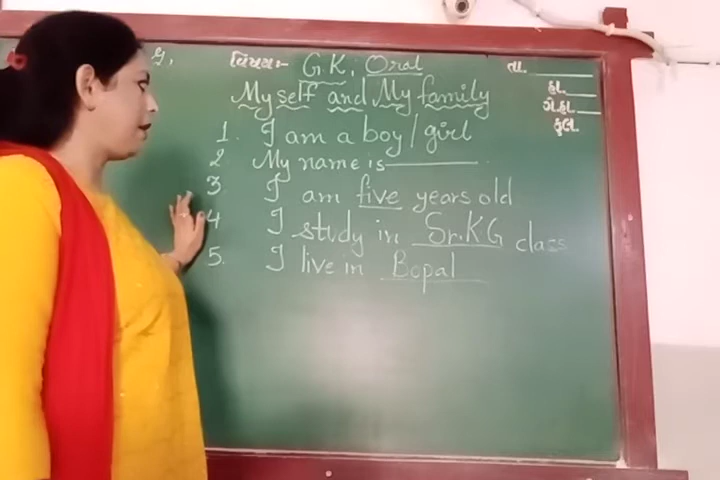 વિષય:- G.K. Oral
તા.
Myself and My family
હા.
ગે.હા.
કુલ
1. I am a boy/girl
2 My name is
3. I am five years old
4 I study in Sr.KG class
5. I live in Bopal